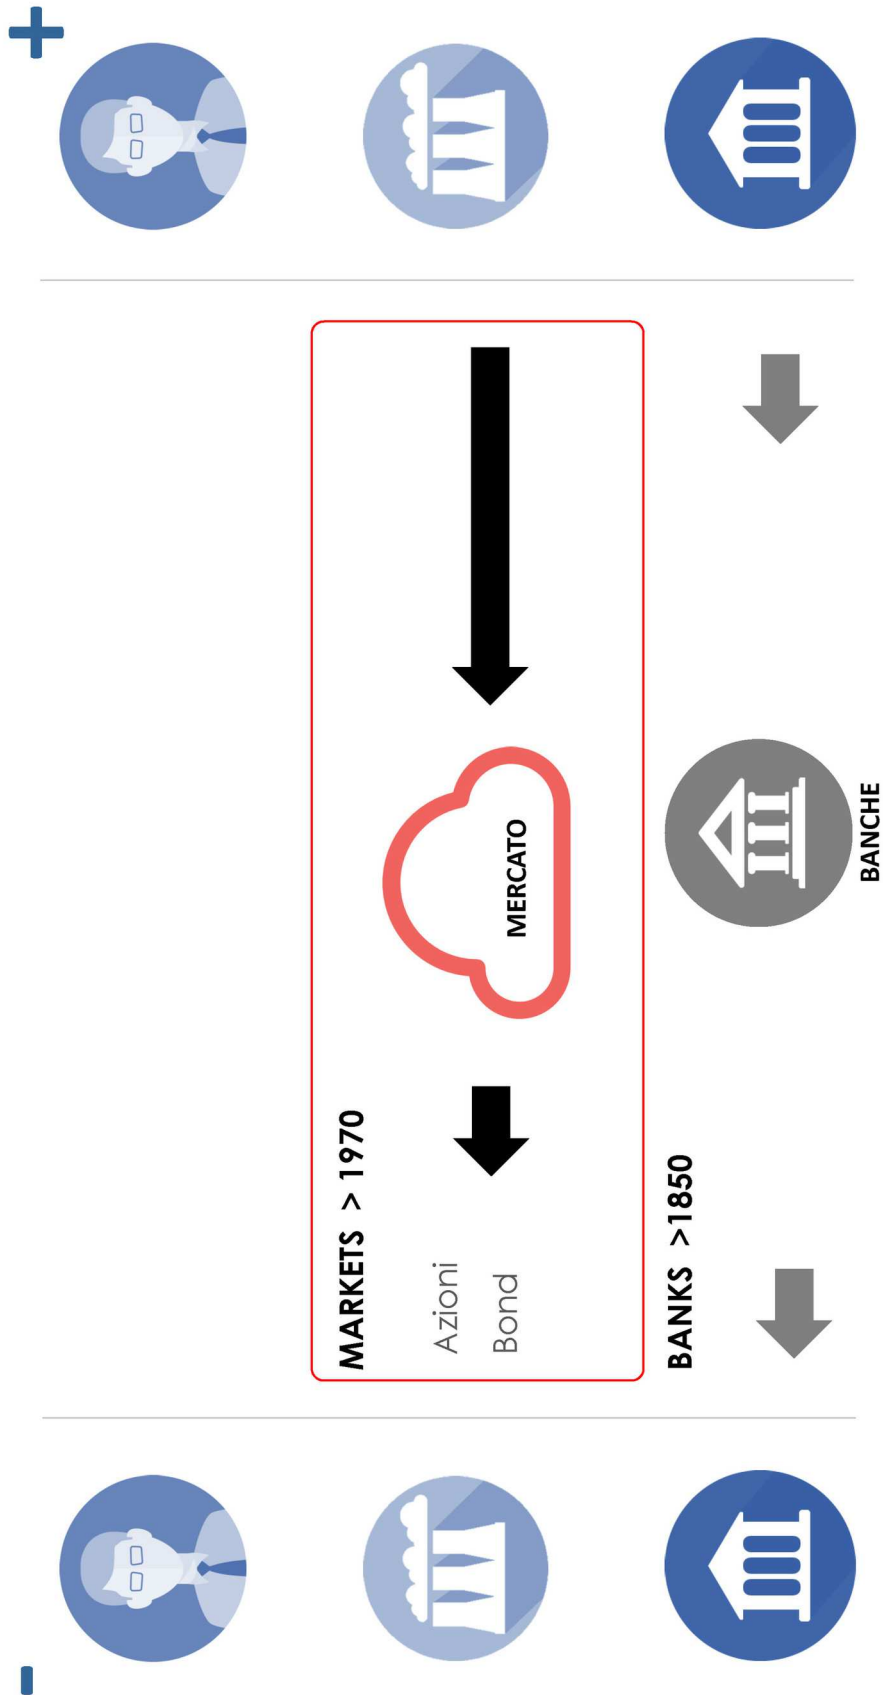 -
+
MARKETS > 1970
Azioni
Bond
MERCATO
BANKS >1850
BANCHE